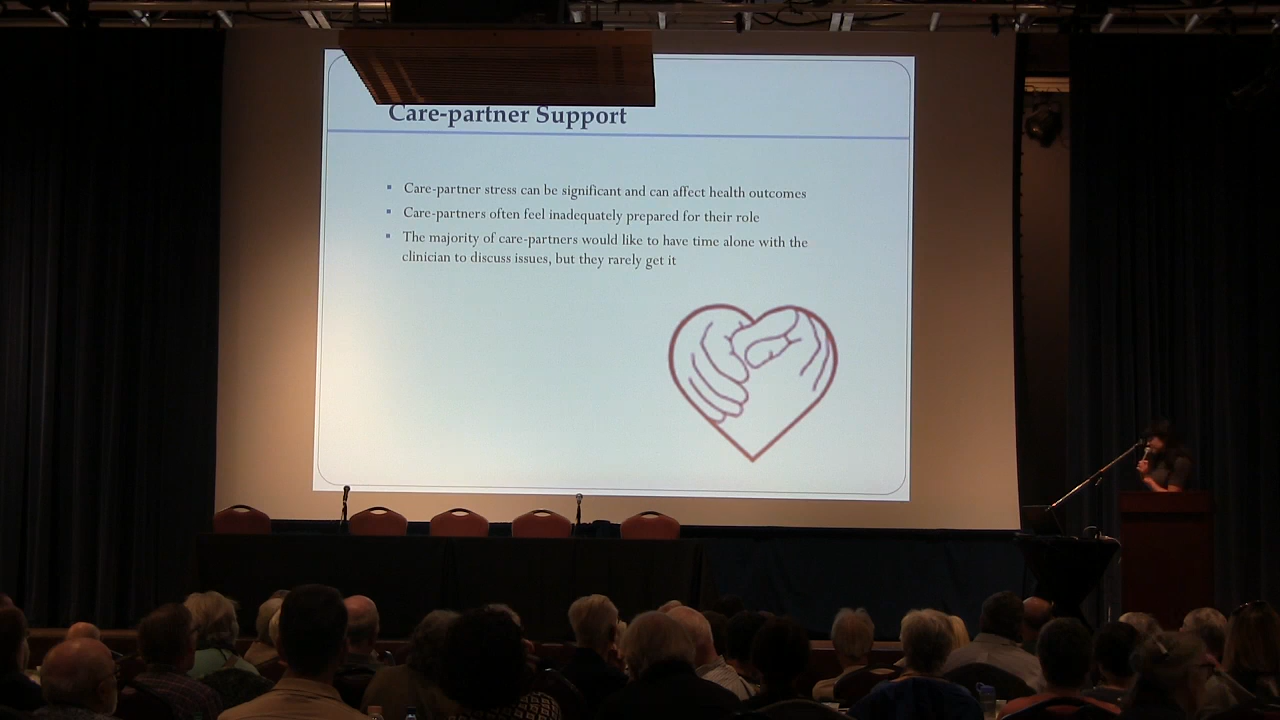 Care-partner Support
Care-partner stress can be significant and can affect health outcomes
Care-partners often feel inadequately prepared for their role
The majority of care-partners would like to have time alone with the
clinician to discuss issues, but they rarely get it